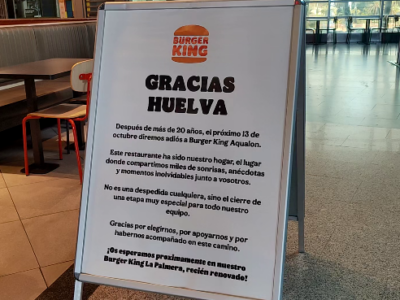 BURGER
KING
GRACIAS
HUELVA
Después de más de 20 años, el próximo 13 de
octubre diremos adiós a Burger King Aqualon.
Este restaurante ha sido nuestro hogar, el lugar
donde compartimos miles de sonrisas, anécdotas
y momentos inolvidables junto a vosotros.
No es una despedida cualquiera, sino el cierre de
una etapa muy especial para todo nuestro
equipo.
Gracias por elegirnos, por apoyarnos y por
habernos acompañado en este camino.
¡Os esperamos proximamente en nuestro
Burger King La Palmera, recién renovado!